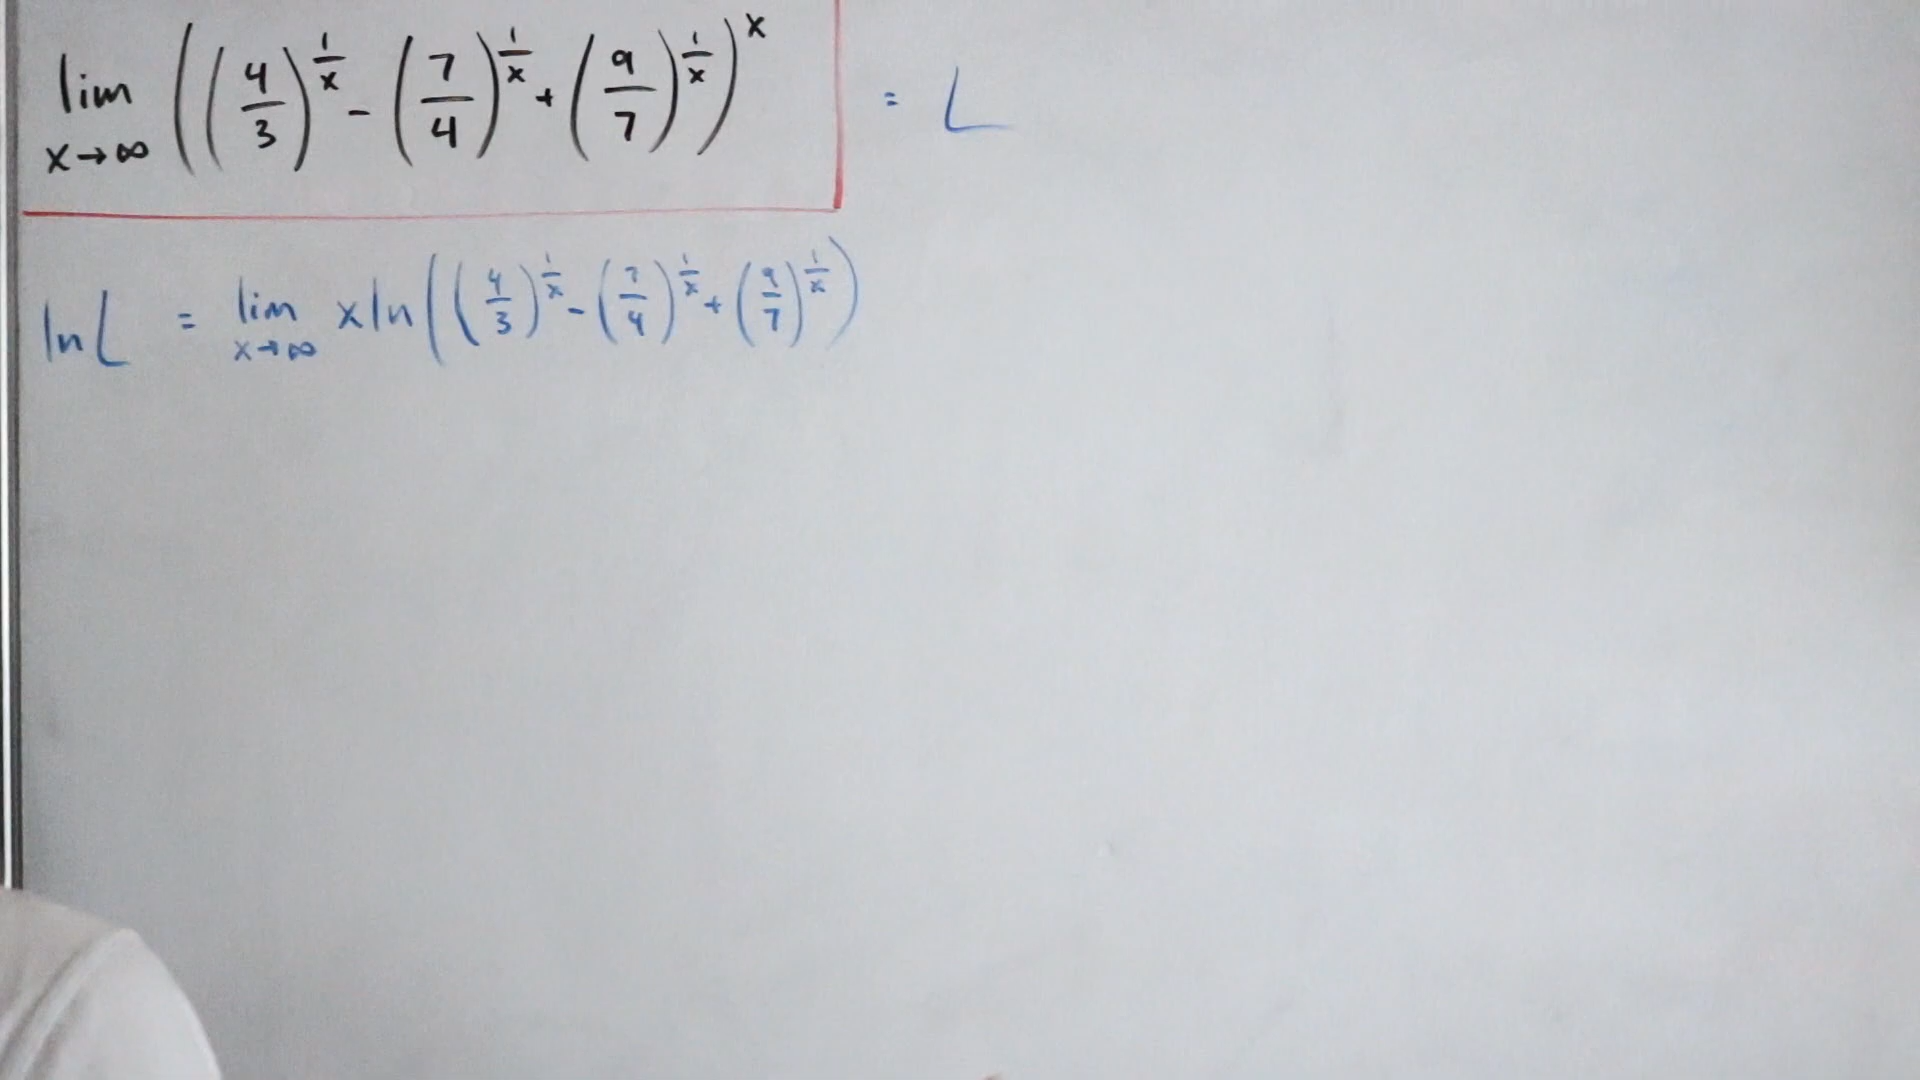 lim x→∞ ((4/3)^(1/x) - (7/4)^(1/x) + (9/7)^(1/x))^x = L
ln L = lim x→∞ x ln((4/3)^(1/x) - (7/4)^(1/x) + (9/7)^(1/x))